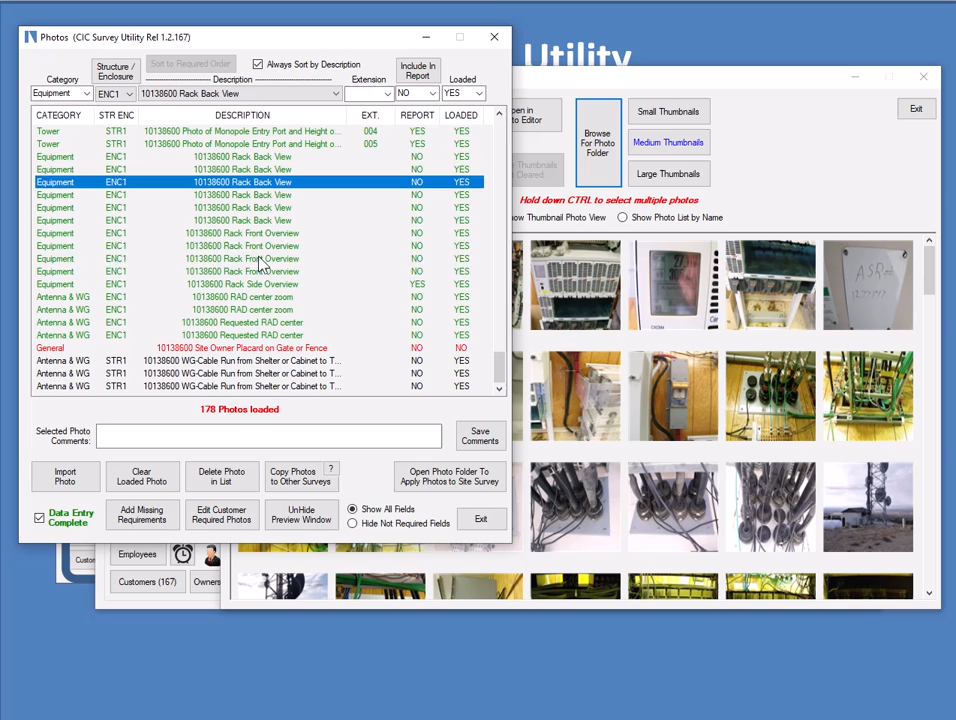 Utility
Photos (CIC Survey Utility Rel 1.2.167)
Category
Structure / Enclosure
Sort to Required Order
Always Sort by Description
Description
Extension
Include In Report
Loaded
Equipment ENC1 10138600 Rack Back View NO YES
CATEGORY STR ENC DESCRIPTION EXT. REPORT LOADED
Tower STR1 10138600 Photo of Monopole Entry Port and Height o... 004 YES YES
Tower STR1 10138600 Photo of Monopole Entry Port and Height o... 005 YES YES
Equipment ENC1 10138600 Rack Back View NO YES
Equipment ENC1 10138600 Rack Back View NO YES
Equipment ENC1 10138600 Rack Back View NO YES
Equipment ENC1 10138600 Rack Back View NO YES
Equipment ENC1 10138600 Rack Back View NO YES
Equipment ENC1 10138600 Rack Back View NO YES
Equipment ENC1 10138600 Rack Front Overview NO YES
Equipment ENC1 10138600 Rack Front Overview NO YES
Equipment ENC1 10138600 Rack Front Overview NO YES
Equipment ENC1 10138600 Rack Front Overview NO YES
Equipment ENC1 10138600 Rack Side Overview YES YES
Antenna & WG ENC1 10138600 RAD center zoom NO YES
Antenna & WG ENC1 10138600 RAD center zoom NO YES
Antenna & WG ENC1 10138600 Requested RAD center NO YES
Antenna & WG ENC1 10138600 Requested RAD center NO YES
General 10138600 Site Owner Placard on Gate or Fence NO NO
Antenna & WG STR1 10138600 WG-Cable Run from Shelter or Cabinet to T... NO YES
Antenna & WG STR1 10138600 WG-Cable Run from Shelter or Cabinet to T... NO YES
Antenna & WG STR1 10138600 WG-Cable Run from Shelter or Cabinet to T... NO YES
178 Photos loaded
Selected Photo Comments:
Save Comments
Import Photo
Clear Loaded Photo
Delete Photo in List
Copy Photos to Other Surveys
?
Open Photo Folder To Apply Photos to Site Survey
Data Entry Complete
Add Missing Requirements
Edit Customer Required Photos
UnHide Preview Window
Show All Fields
Hide Not Required Fields
Exit
Browse For Photo Folder
Small Thumbnails
Medium Thumbnails
Large Thumbnails
Exit
Hold down CTRL to select multiple photos
Thumbnail Photo View
Show Photo List by Name
ASR#
Employees
Customers (167)